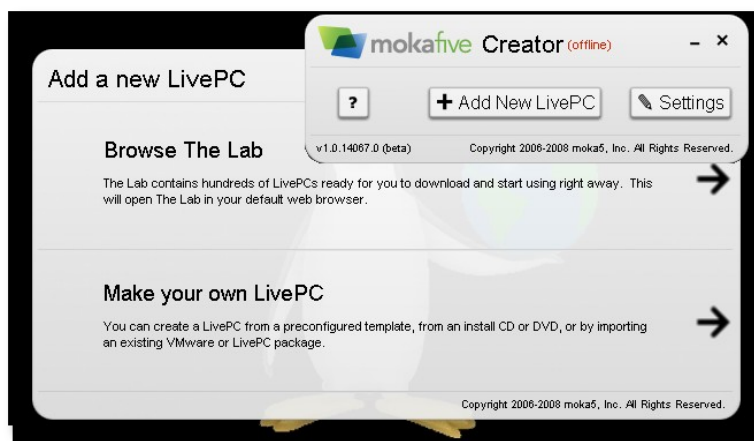 mokafive Creator (offline)
– ×
? + Add New LivePC Settings
v1.0.14067.0 (beta) Copyright 2006-2008 moka5, Inc. All Rights Reserved.
Add a new LivePC
Browse The Lab
The Lab contains hundreds of LivePCs ready for you to download and start using right away. This
will open The Lab in your default web browser.
Make your own LivePC
You can create a LivePC from a preconfigured template, from an install CD or DVD, or by importing
an existing VMware or LivePC package.
Copyright 2006-2008 moka5, Inc. All Rights Reserved.